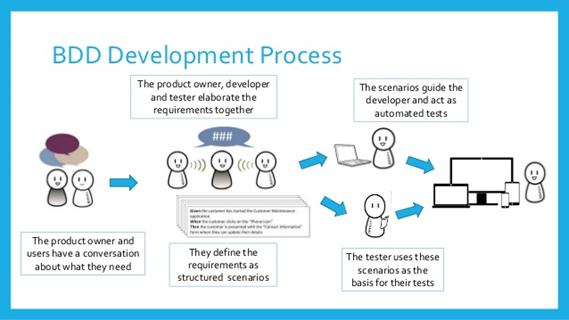 BDD Development Process
The product owner, developer
and tester elaborate the
requirements together
The scenarios guide the
developer and act as
automated tests
###
Given the customer has started the Customer Maintenance
application
When the customer clicks on the "Phone Icon"
Then the customer is presented with the "Contact Information"
form where they can update their details
The product owner and
users have a conversation
about what they need
They define the
requirements as
structured scenarios
The tester uses these
scenarios as the
basis for their tests